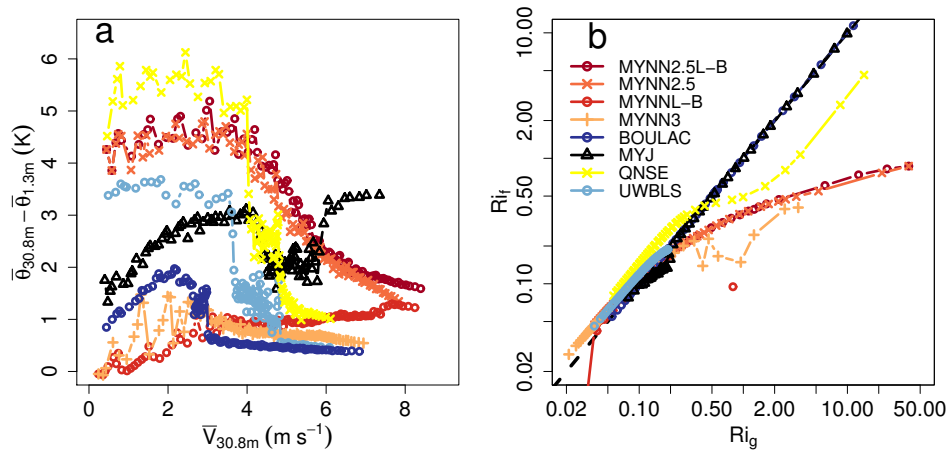 a
0 1 2 3 4 5 6
0 2 4 6 8
θ̅30.8m − θ̅1.3m (K)
V̅30.8m (m s−1)
b
MYNN2.5L−B
MYNN2.5
MYNNL−B
MYNN3
BOULAC
MYJ
QNSE
UWBLS
0.02 0.10 0.50 2.00 10.00
0.02 0.10 0.50 2.00 10.00 50.00
Rif
Rig